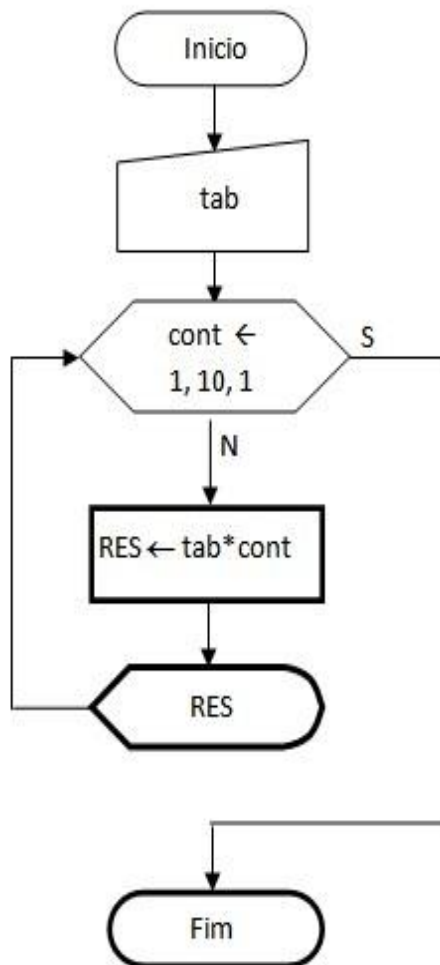 Inicio
tab
cont ←
1, 10, 1
S
N
RES ← tab*cont
RES
Fim